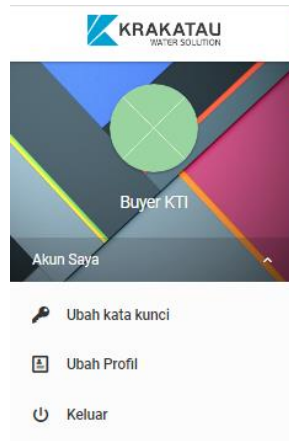 KRAKATAU
WATER SOLUTION
Buyer KTI
Akun Saya
Ubah kata kunci
Ubah Profil
Keluar